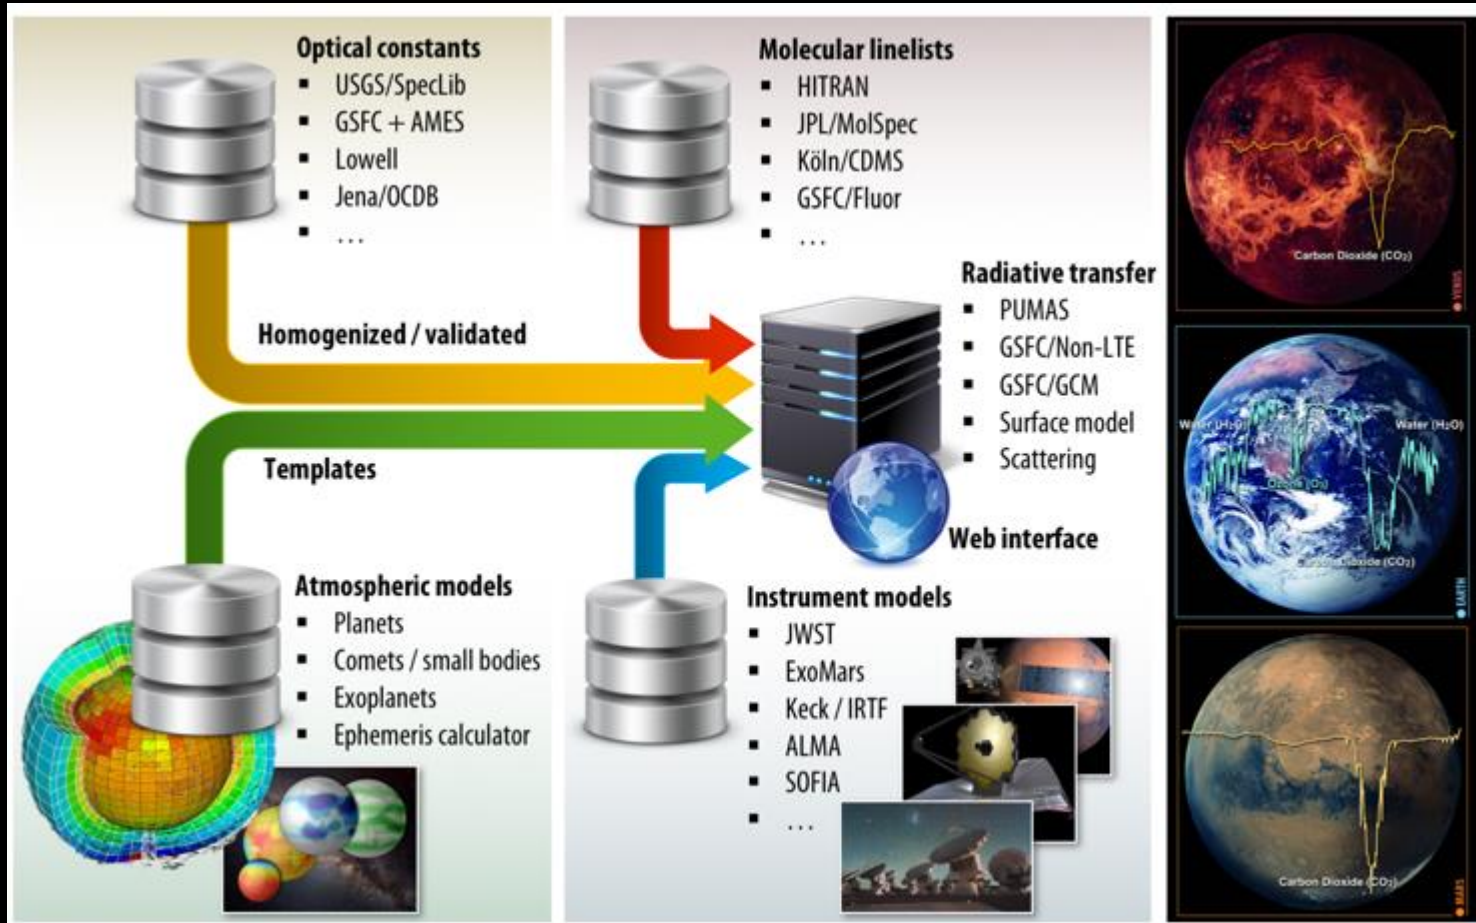 Optical constants
▪ USGS/SpecLib
▪ GSFC + AMES
▪ Lowell
▪ Jena/OCDB
▪ ...
Molecular linelists
▪ HITRAN
▪ JPL/MolSpec
▪ Köln/CDMS
▪ GSFC/Fluor
▪ ...
Homogenized / validated
Templates
Radiative transfer
▪ PUMAS
▪ GSFC/Non-LTE
▪ GSFC/GCM
▪ Surface model
▪ Scattering
Web interface
Atmospheric models
▪ Planets
▪ Comets / small bodies
▪ Exoplanets
▪ Ephemeris calculator
Instrument models
▪ JWST
▪ ExoMars
▪ Keck / IRTF
▪ ALMA
▪ SOFIA
▪ ...
Carbon Dioxide (CO₂)
VENUS
Water (H₂O)
Water (H₂O)
Ozone (O₃)
Carbon Dioxide (CO₂)
EARTH
Carbon Dioxide (CO₂)
MARS